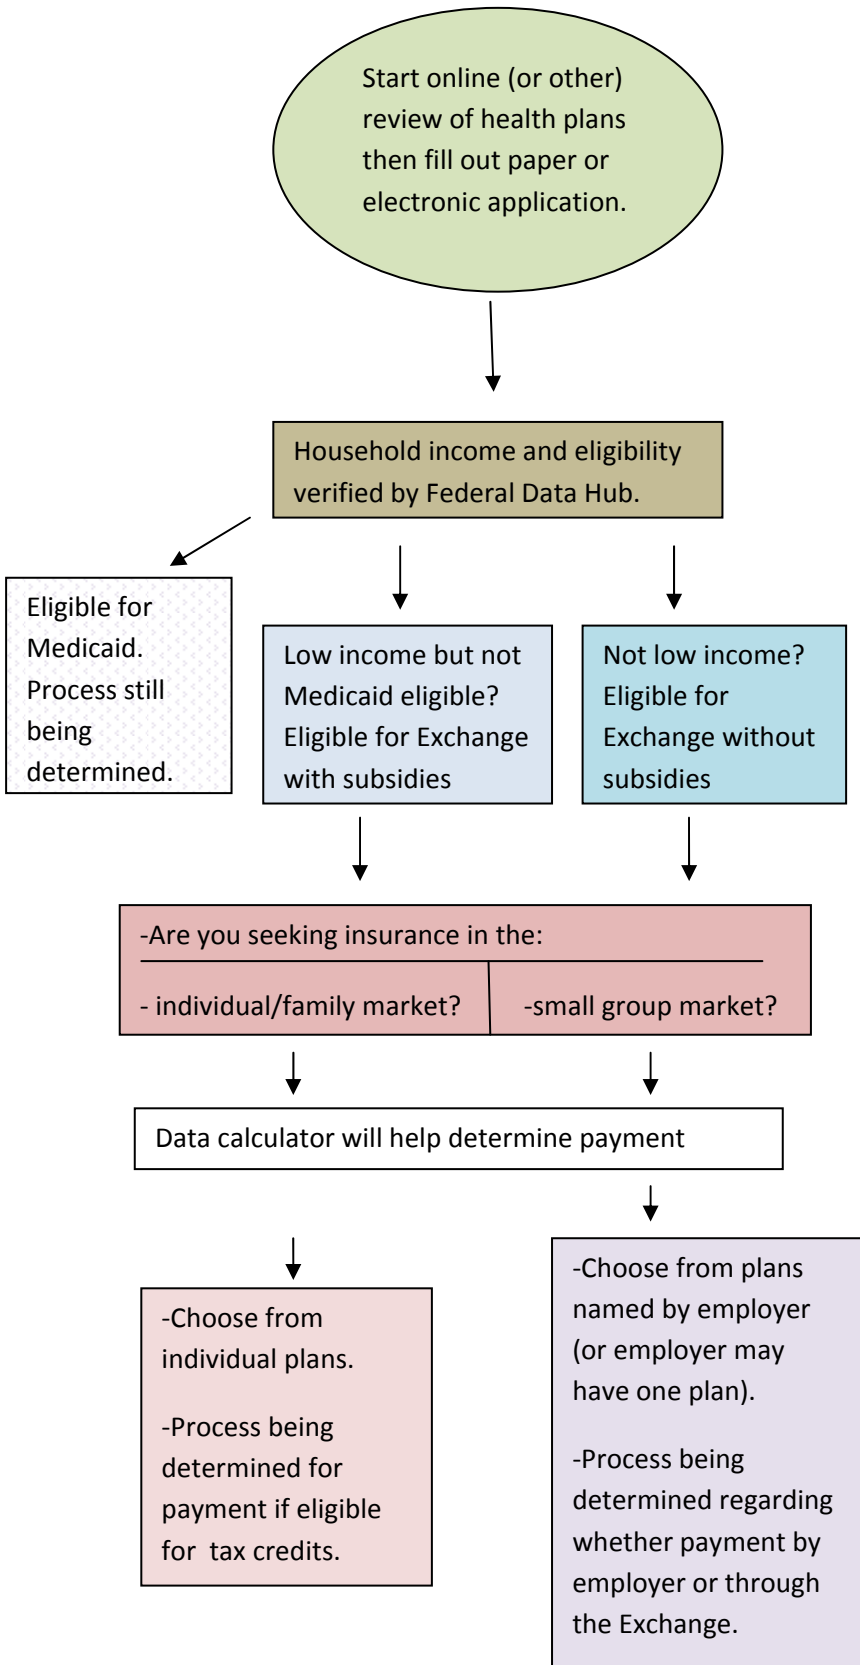 Start online (or other)
review of health plans
then fill out paper or
electronic application.
Household income and eligibility
verified by Federal Data Hub.
Eligible for
Medicaid.
Process still
being
determined.
Low income but not
Medicaid eligible?
Eligible for Exchange
with subsidies
Not low income?
Eligible for
Exchange without
subsidies
-Are you seeking insurance in the:
- individual/family market?
-small group market?
Data calculator will help determine payment
-Choose from
individual plans.
-Process being
determined for
payment if eligible
for tax credits.
-Choose from plans
named by employer
(or employer may
have one plan).
-Process being
determined regarding
whether payment by
employer or through
the Exchange.